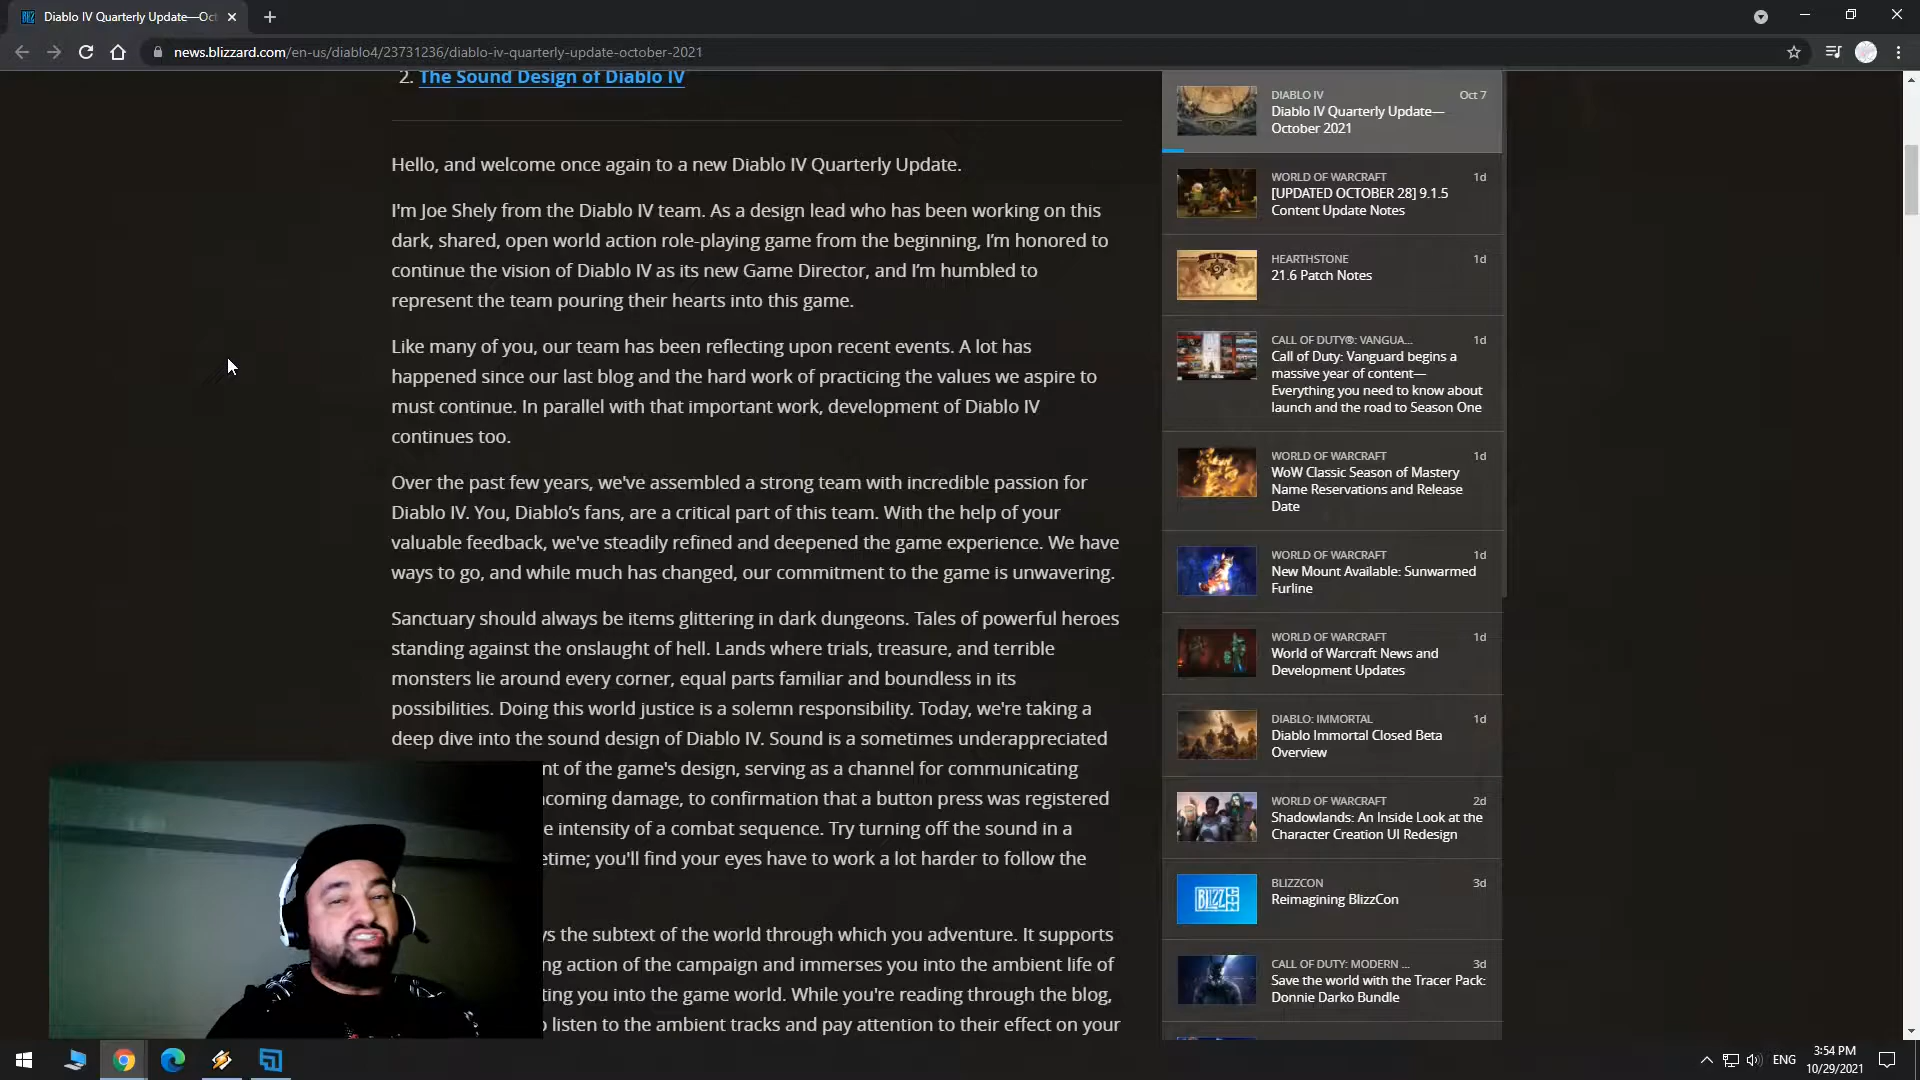 Diablo IV Quarterly Update—Oct
news.blizzard.com/en-us/diablo4/23731236/diablo-iv-quarterly-update-october-2021
2. The Sound Design of Diablo IV
Hello, and welcome once again to a new Diablo IV Quarterly Update.
I'm Joe Shely from the Diablo IV team. As a design lead who has been working on this
dark, shared, open world action role-playing game from the beginning, I’m honored to
continue the vision of Diablo IV as its new Game Director, and I’m humbled to
represent the team pouring their hearts into this game.
Like many of you, our team has been reflecting upon recent events. A lot has
happened since our last blog and the hard work of practicing the values we aspire to
must continue. In parallel with that important work, development of Diablo IV
continues too.
Over the past few years, we've assembled a strong team with incredible passion for
Diablo IV. You, Diablo’s fans, are a critical part of this team. With the help of your
valuable feedback, we've steadily refined and deepened the game experience. We have
ways to go, and while much has changed, our commitment to the game is unwavering.
Sanctuary should always be items glittering in dark dungeons. Tales of powerful heroes
standing against the onslaught of hell. Lands where trials, treasure, and terrible
monsters lie around every corner, equal parts familiar and boundless in its
possibilities. Doing this world justice is a solemn responsibility. Today, we're taking a
deep dive into the sound design of Diablo IV. Sound is a sometimes underappreciated
nt of the game's design, serving as a channel for communicating
ncoming damage, to confirmation that a button press was registered
e intensity of a combat sequence. Try turning off the sound in a
etime; you'll find your eyes have to work a lot harder to follow the
ys the subtext of the world through which you adventure. It supports
ng action of the campaign and immerses you into the ambient life of
ting you into the game world. While you're reading through the blog,
o listen to the ambient tracks and pay attention to their effect on your
DIABLO IV Oct 7
Diablo IV Quarterly Update—
October 2021
WORLD OF WARCRAFT 1d
[UPDATED OCTOBER 28] 9.1.5
Content Update Notes
HEARTHSTONE 1d
21.6 Patch Notes
CALL OF DUTY®: VANGUA... 1d
Call of Duty: Vanguard begins a
massive year of content—
Everything you need to know about
launch and the road to Season One
WORLD OF WARCRAFT 1d
WoW Classic Season of Mastery
Name Reservations and Release
Date
WORLD OF WARCRAFT 1d
New Mount Available: Sunwarmed
Furline
WORLD OF WARCRAFT 1d
World of Warcraft News and
Development Updates
DIABLO: IMMORTAL 1d
Diablo Immortal Closed Beta
Overview
WORLD OF WARCRAFT 2d
Shadowlands: An Inside Look at the
Character Creation UI Redesign
BLIZZCON 3d
Reimagining BlizzCon
CALL OF DUTY: MODERN ... 3d
Save the world with the Tracer Pack:
Donnie Darko Bundle
ENG
3:54 PM
10/29/2021